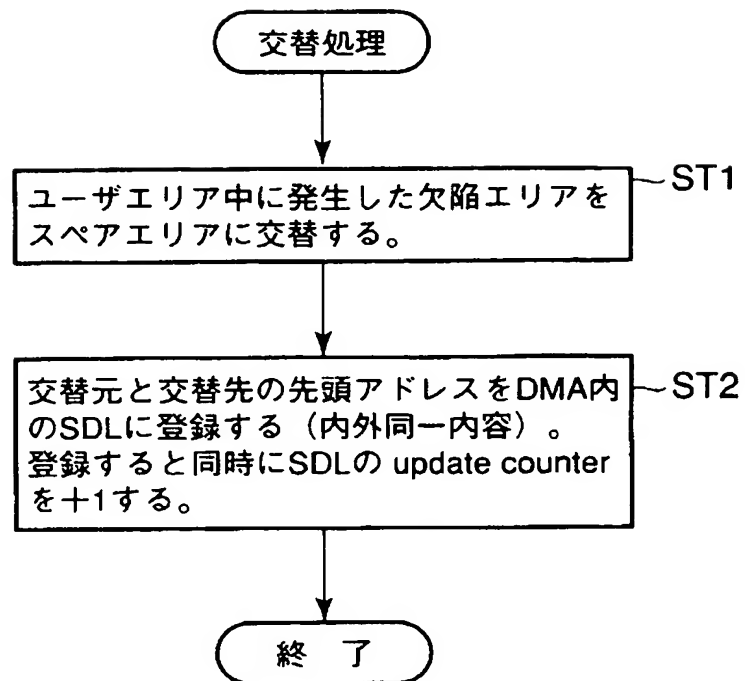 交替処理
ユーザエリア中に発生した欠陥エリアを
スペアエリアに交替する。
ST1
交替元と交替先の先頭アドレスをDMA内
のSDLに登録する（内外同一内容）。
登録すると同時にSDLの update counter
を＋1する。
ST2
終 了